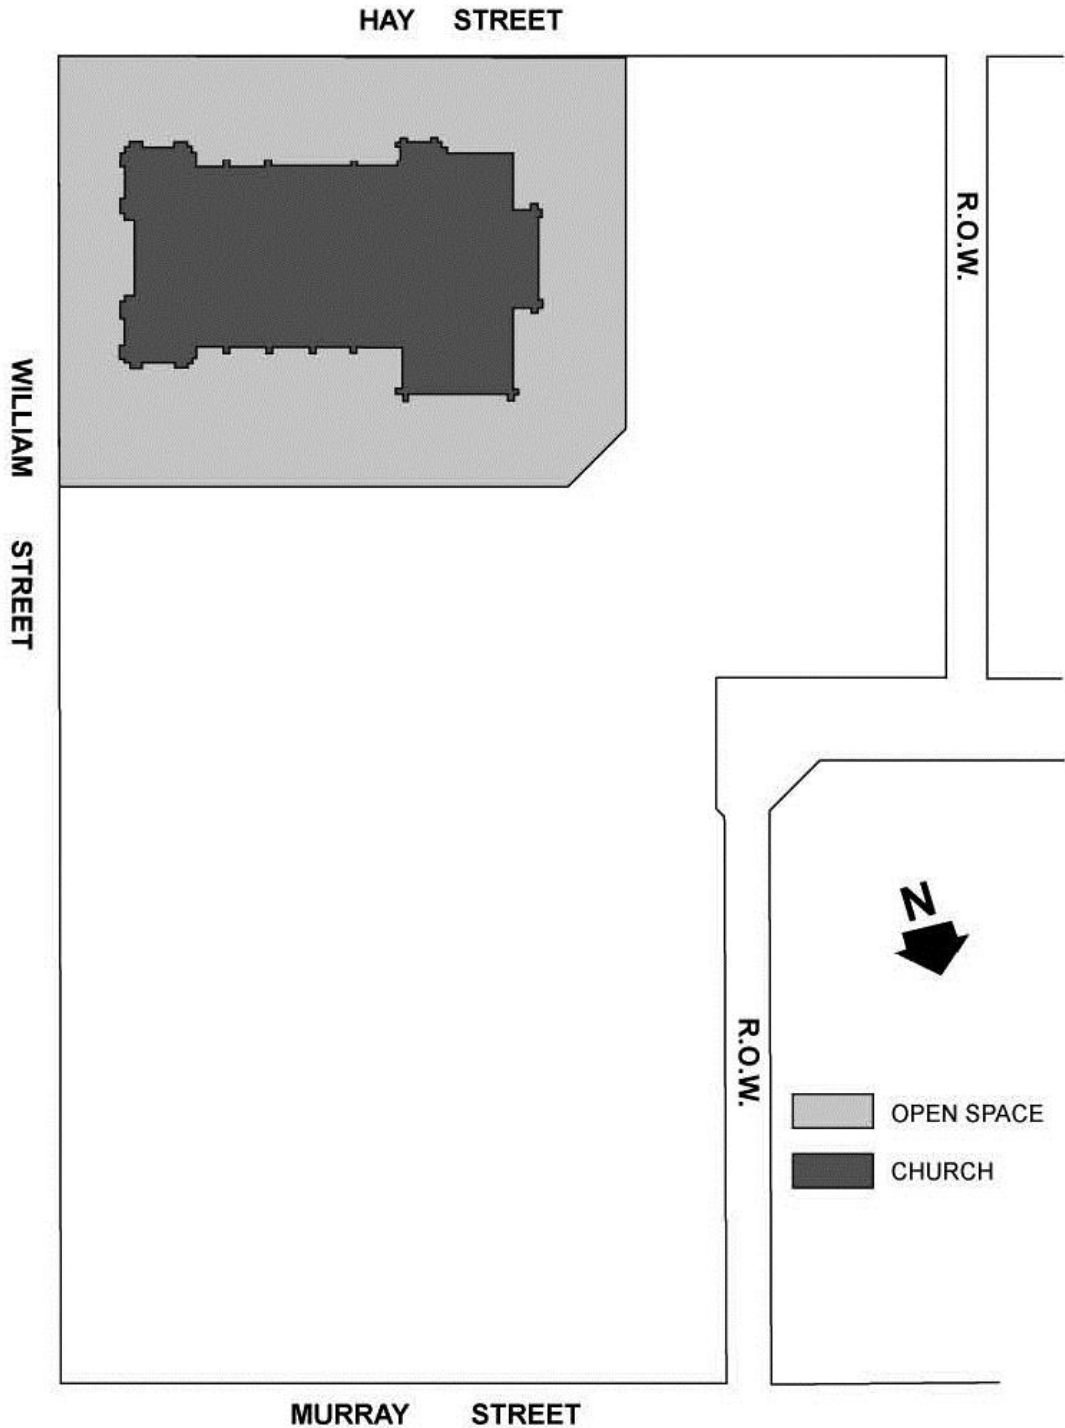 HAY STREET
R.O.W.
WILLIAM STREET
N
R.O.W.
OPEN SPACE
CHURCH
MURRAY STREET